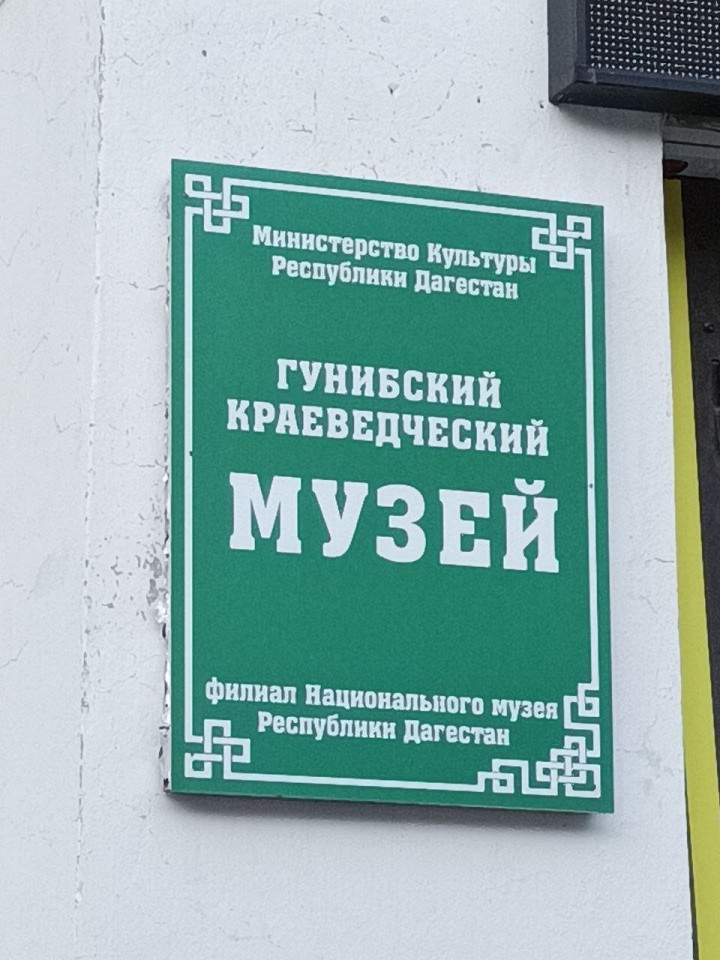 Министерство Культуры
Республики Дагестан
ГУНИБСКИЙ
КРАЕВЕДЧЕСКИЙ
МУЗЕЙ
филиал Национального музея
Республики Дагестан